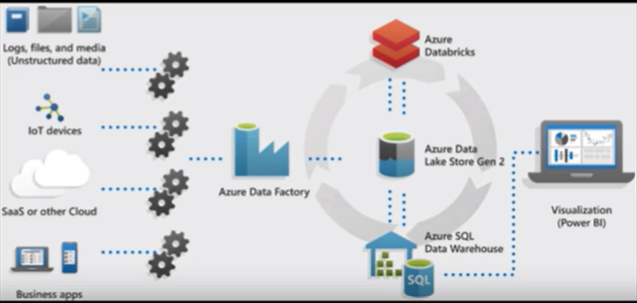 Logs, files, and media
(Unstructured data)
IoT devices
SaaS or other Cloud
Business apps
Azure Data Factory
Azure
Databricks
Azure Data
Lake Store Gen 2
Azure SQL
Data Warehouse
SQL
Visualization
(Power BI)